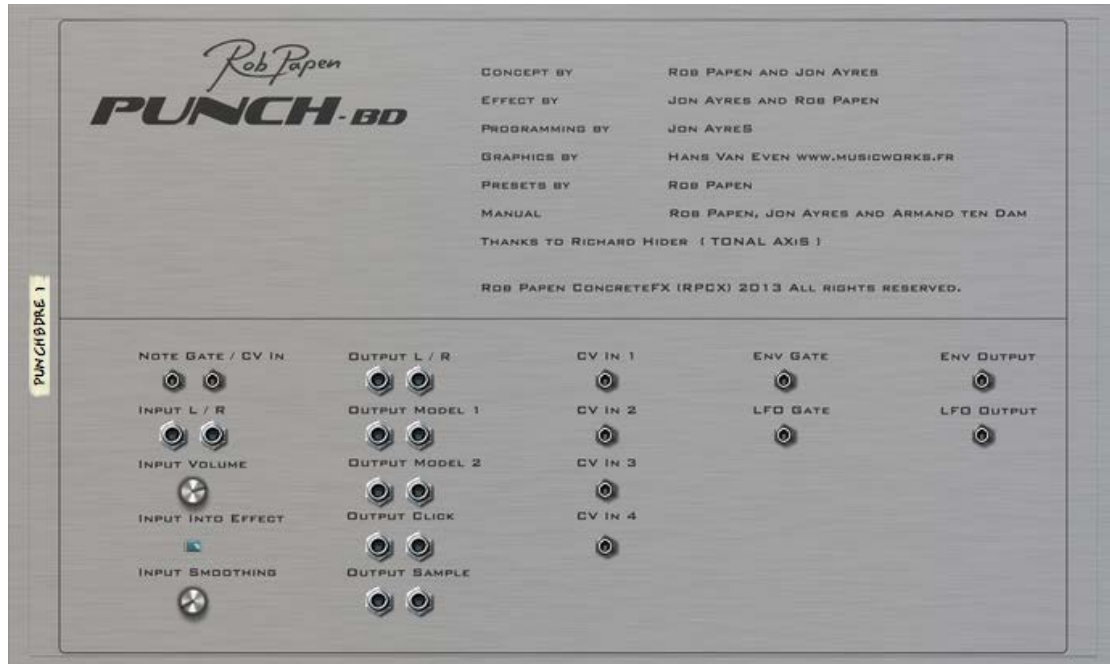 Rob Papen
PUNCH-BD
CONCEPT BY ROB PAPEN AND JON AYRES
EFFECT BY JON AYRES AND ROB PAPEN
PROGRAMMING BY JON AYRES
GRAPHICS BY HANS VAN EVEN WWW.MUSICWORKS.FR
PRESETS BY ROB PAPEN
MANUAL ROB PAPEN, JON AYRES AND ARMAND TEN DAM
THANKS TO RICHARD HIDER ( TONAL AXIS )
ROB PAPEN CONCRETEFX (RPCX) 2013 ALL RIGHTS RESERVED.
PUNCHBDRE 1
NOTE GATE / CV IN OUTPUT L / R CV IN 1 ENV GATE ENV OUTPUT
INPUT L / R OUTPUT MODEL 1 CV IN 2 LFO GATE LFO OUTPUT
INPUT VOLUME OUTPUT MODEL 2 CV IN 3
INPUT INTO EFFECT OUTPUT CLICK CV IN 4
INPUT SMOOTHING OUTPUT SAMPLE